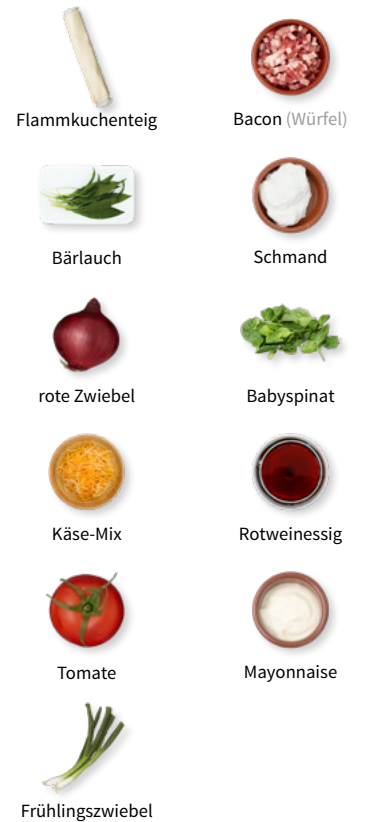 Flammkuchenteig
Bacon (Würfel)
Bärlauch
Schmand
rote Zwiebel
Babyspinat
Käse-Mix
Rotweinessig
Tomate
Mayonnaise
Frühlingszwiebel